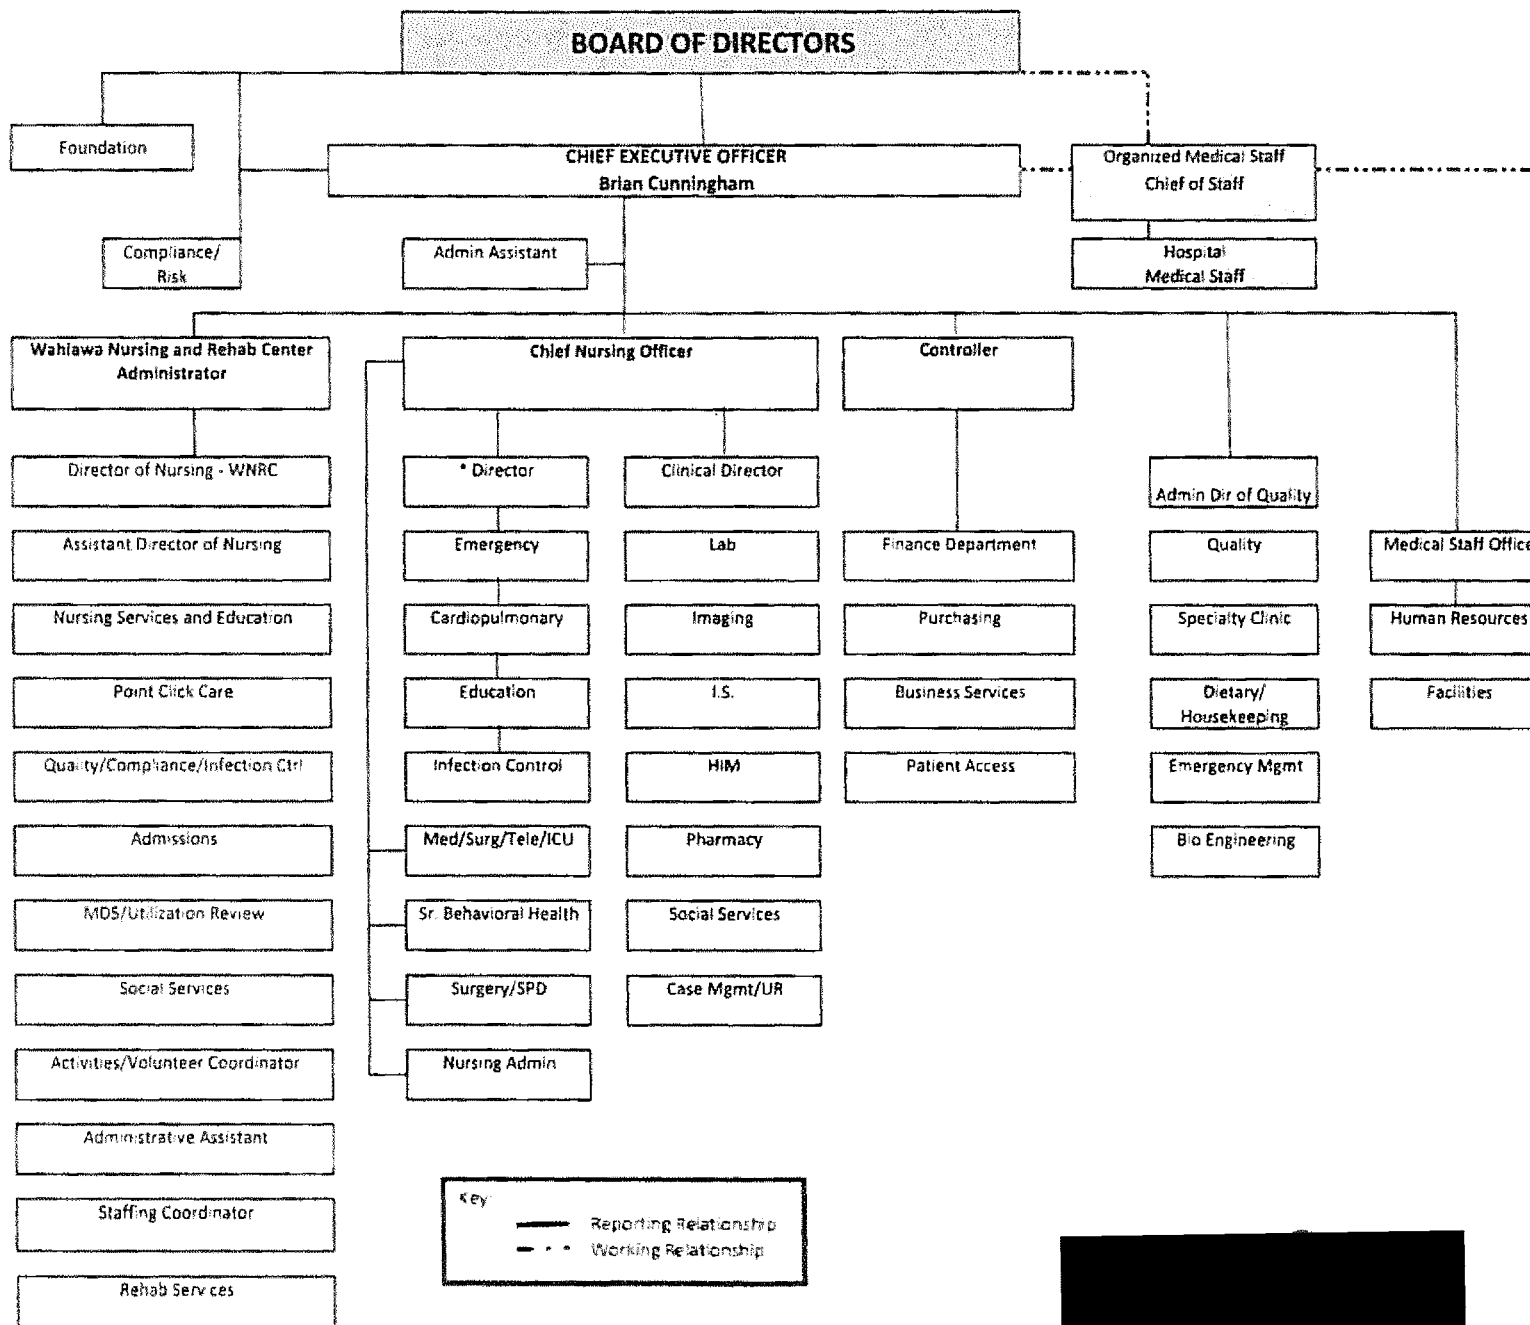 BOARD OF DIRECTORS
Foundation
CHIEF EXECUTIVE OFFICER
Brian Cunningham
Organized Medical Staff
Chief of Staff
Compliance/
Risk
Admin Assistant
Hospital
Medical Staff
Wahiawa Nursing and Rehab Center
Administrator
Chief Nursing Officer
Controller
Director of Nursing - WNRC
* Director
Clinical Director
Admin Dir of Quality
Assistant Director of Nursing
Emergency
Lab
Finance Department
Quality
Medical Staff Office
Nursing Services and Education
Cardiopulmonary
Imaging
Purchasing
Specialty Clinic
Human Resources
Point Click Care
Education
I.S.
Business Services
Dietary/
Housekeeping
Facilities
Quality/Compliance/Infection Ctrl
Infection Control
HIM
Patient Access
Emergency Mgmt
Admissions
Med/Surg/Tele/ICU
Pharmacy
Bio Engineering
MDS/Utilization Review
Sr. Behavioral Health
Social Services
Social Services
Surgery/SPD
Case Mgmt/UR
Activities/Volunteer Coordinator
Nursing Admin
Administrative Assistant
Staffing Coordinator
Rehab Services
Key:
Reporting Relationship
Working Relationship